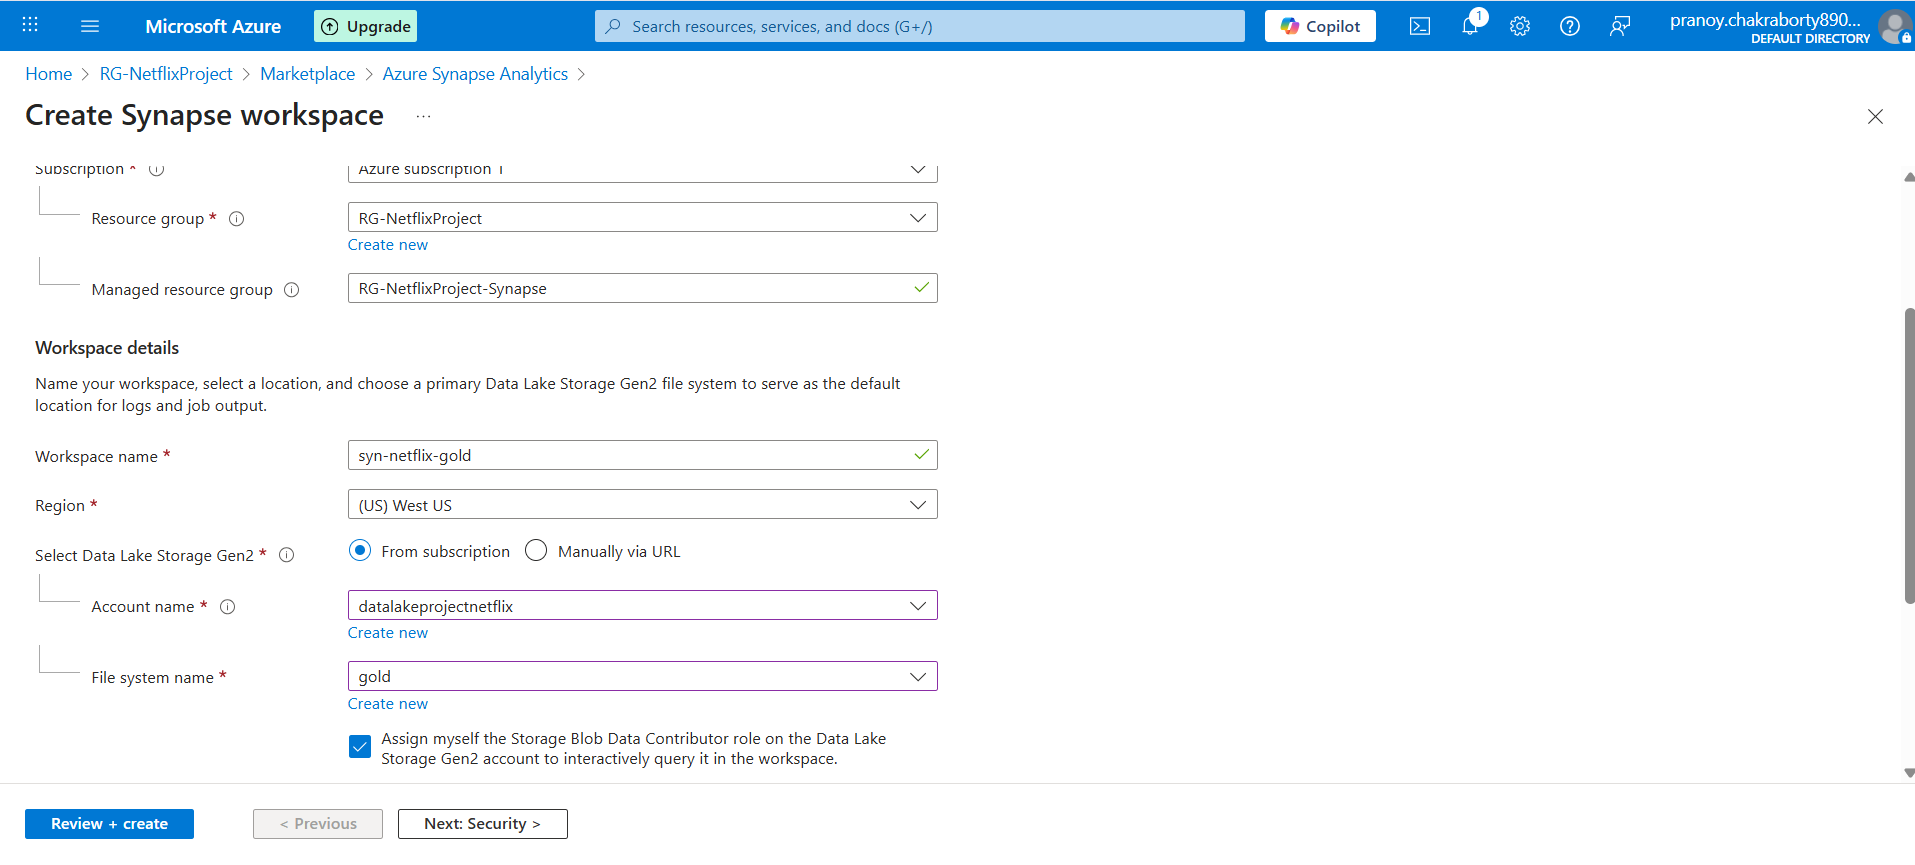 Microsoft Azure
Upgrade
Search resources, services, and docs (G+/)
Copilot
1
pranoy.chakraborty890...
DEFAULT DIRECTORY
Home > RG-NetflixProject > Marketplace > Azure Synapse Analytics >
Create Synapse workspace ...
Subscription *
Azure subscription 1
Resource group *
RG-NetflixProject
Create new
Managed resource group
RG-NetflixProject-Synapse
Workspace details
Name your workspace, select a location, and choose a primary Data Lake Storage Gen2 file system to serve as the default
location for logs and job output.
Workspace name *
syn-netflix-gold
Region *
(US) West US
Select Data Lake Storage Gen2 *
From subscription
Manually via URL
Account name *
datalakeprojectnetflix
Create new
File system name *
gold
Create new
Assign myself the Storage Blob Data Contributor role on the Data Lake
Storage Gen2 account to interactively query it in the workspace.
Review + create
< Previous
Next: Security >